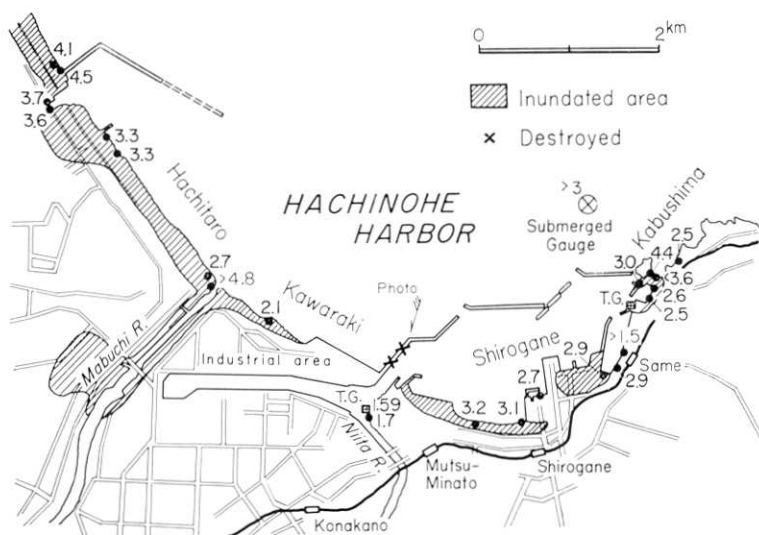 0 2 km
Inundated area
× Destroyed
4.1
4.5
3.7
3.6
3.3
3.3
Hachitaro
HACHINOHE
HARBOR
>3
Submerged
Gauge
Kabushima
2.5
4.4
3.0
3.6
2.6
2.5
T.G.
2.7
>4.8
Kawaraki
2.1
Photo
Mabuchi R.
Industrial area
Shirogane
2.9
>1.5
Same
2.9
2.7
T.G.
1.59
1.7
Niita R.
3.2
3.1
Mutsu-
Minato
Shirogane
Konakano